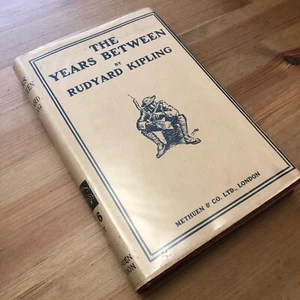 THE
YEARS BETWEEN
BY
RUDYARD KIPLING
METHUEN & CO. LTD., LONDON